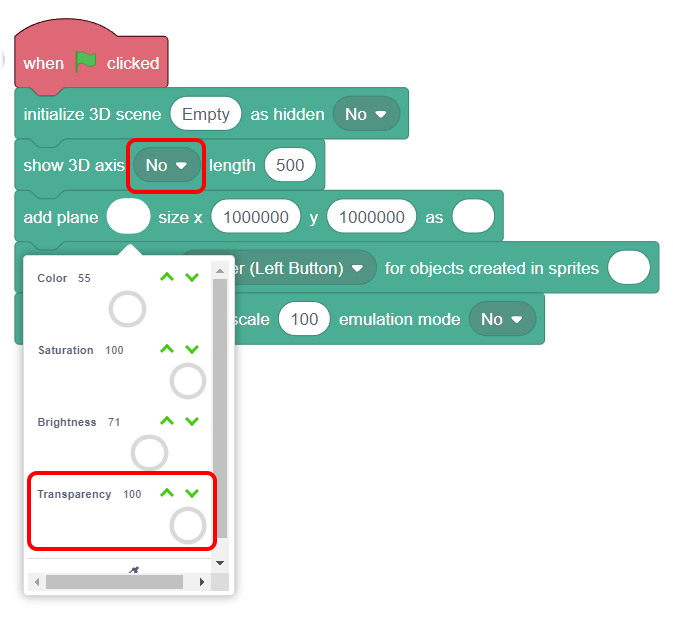 when clicked
initialize 3D scene Empty as hidden No
show 3D axis No length 500
add plane size x 1000000 y 1000000 as
(Left Button) for objects created in sprites
scale 100 emulation mode No
Color 55
Saturation 100
Brightness 71
Transparency 100